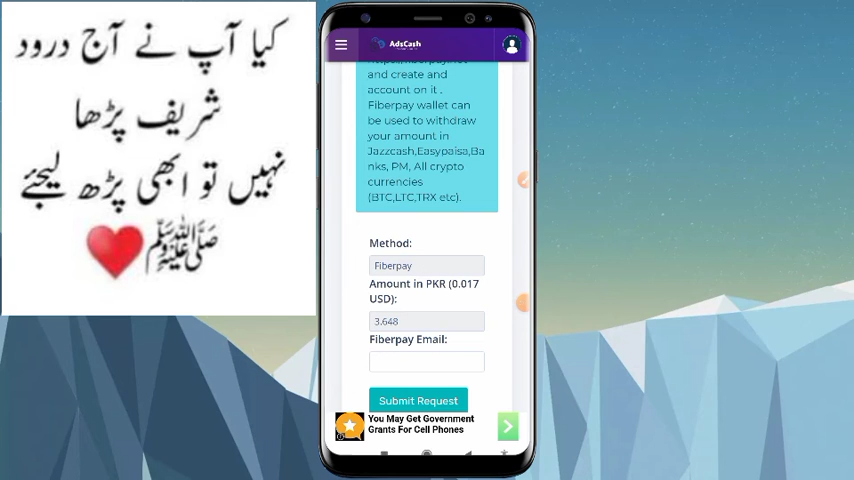 کیا آپ نے آج درود
شریف پڑھا
نہیں تو ابھی پڑھ لیجئے
ﷺ
AdsCash
and create and
account on it .
Fiberpay wallet can
be used to withdraw
your amount in
Jazzcash,Easypaisa,Ba
nks, PM, All crypto
currencies
(BTC,LTC,TRX etc).
Method:
Fiberpay
Amount in PKR (0.017
USD):
3.648
Fiberpay Email:
Submit Request
You May Get Government
Grants For Cell Phones